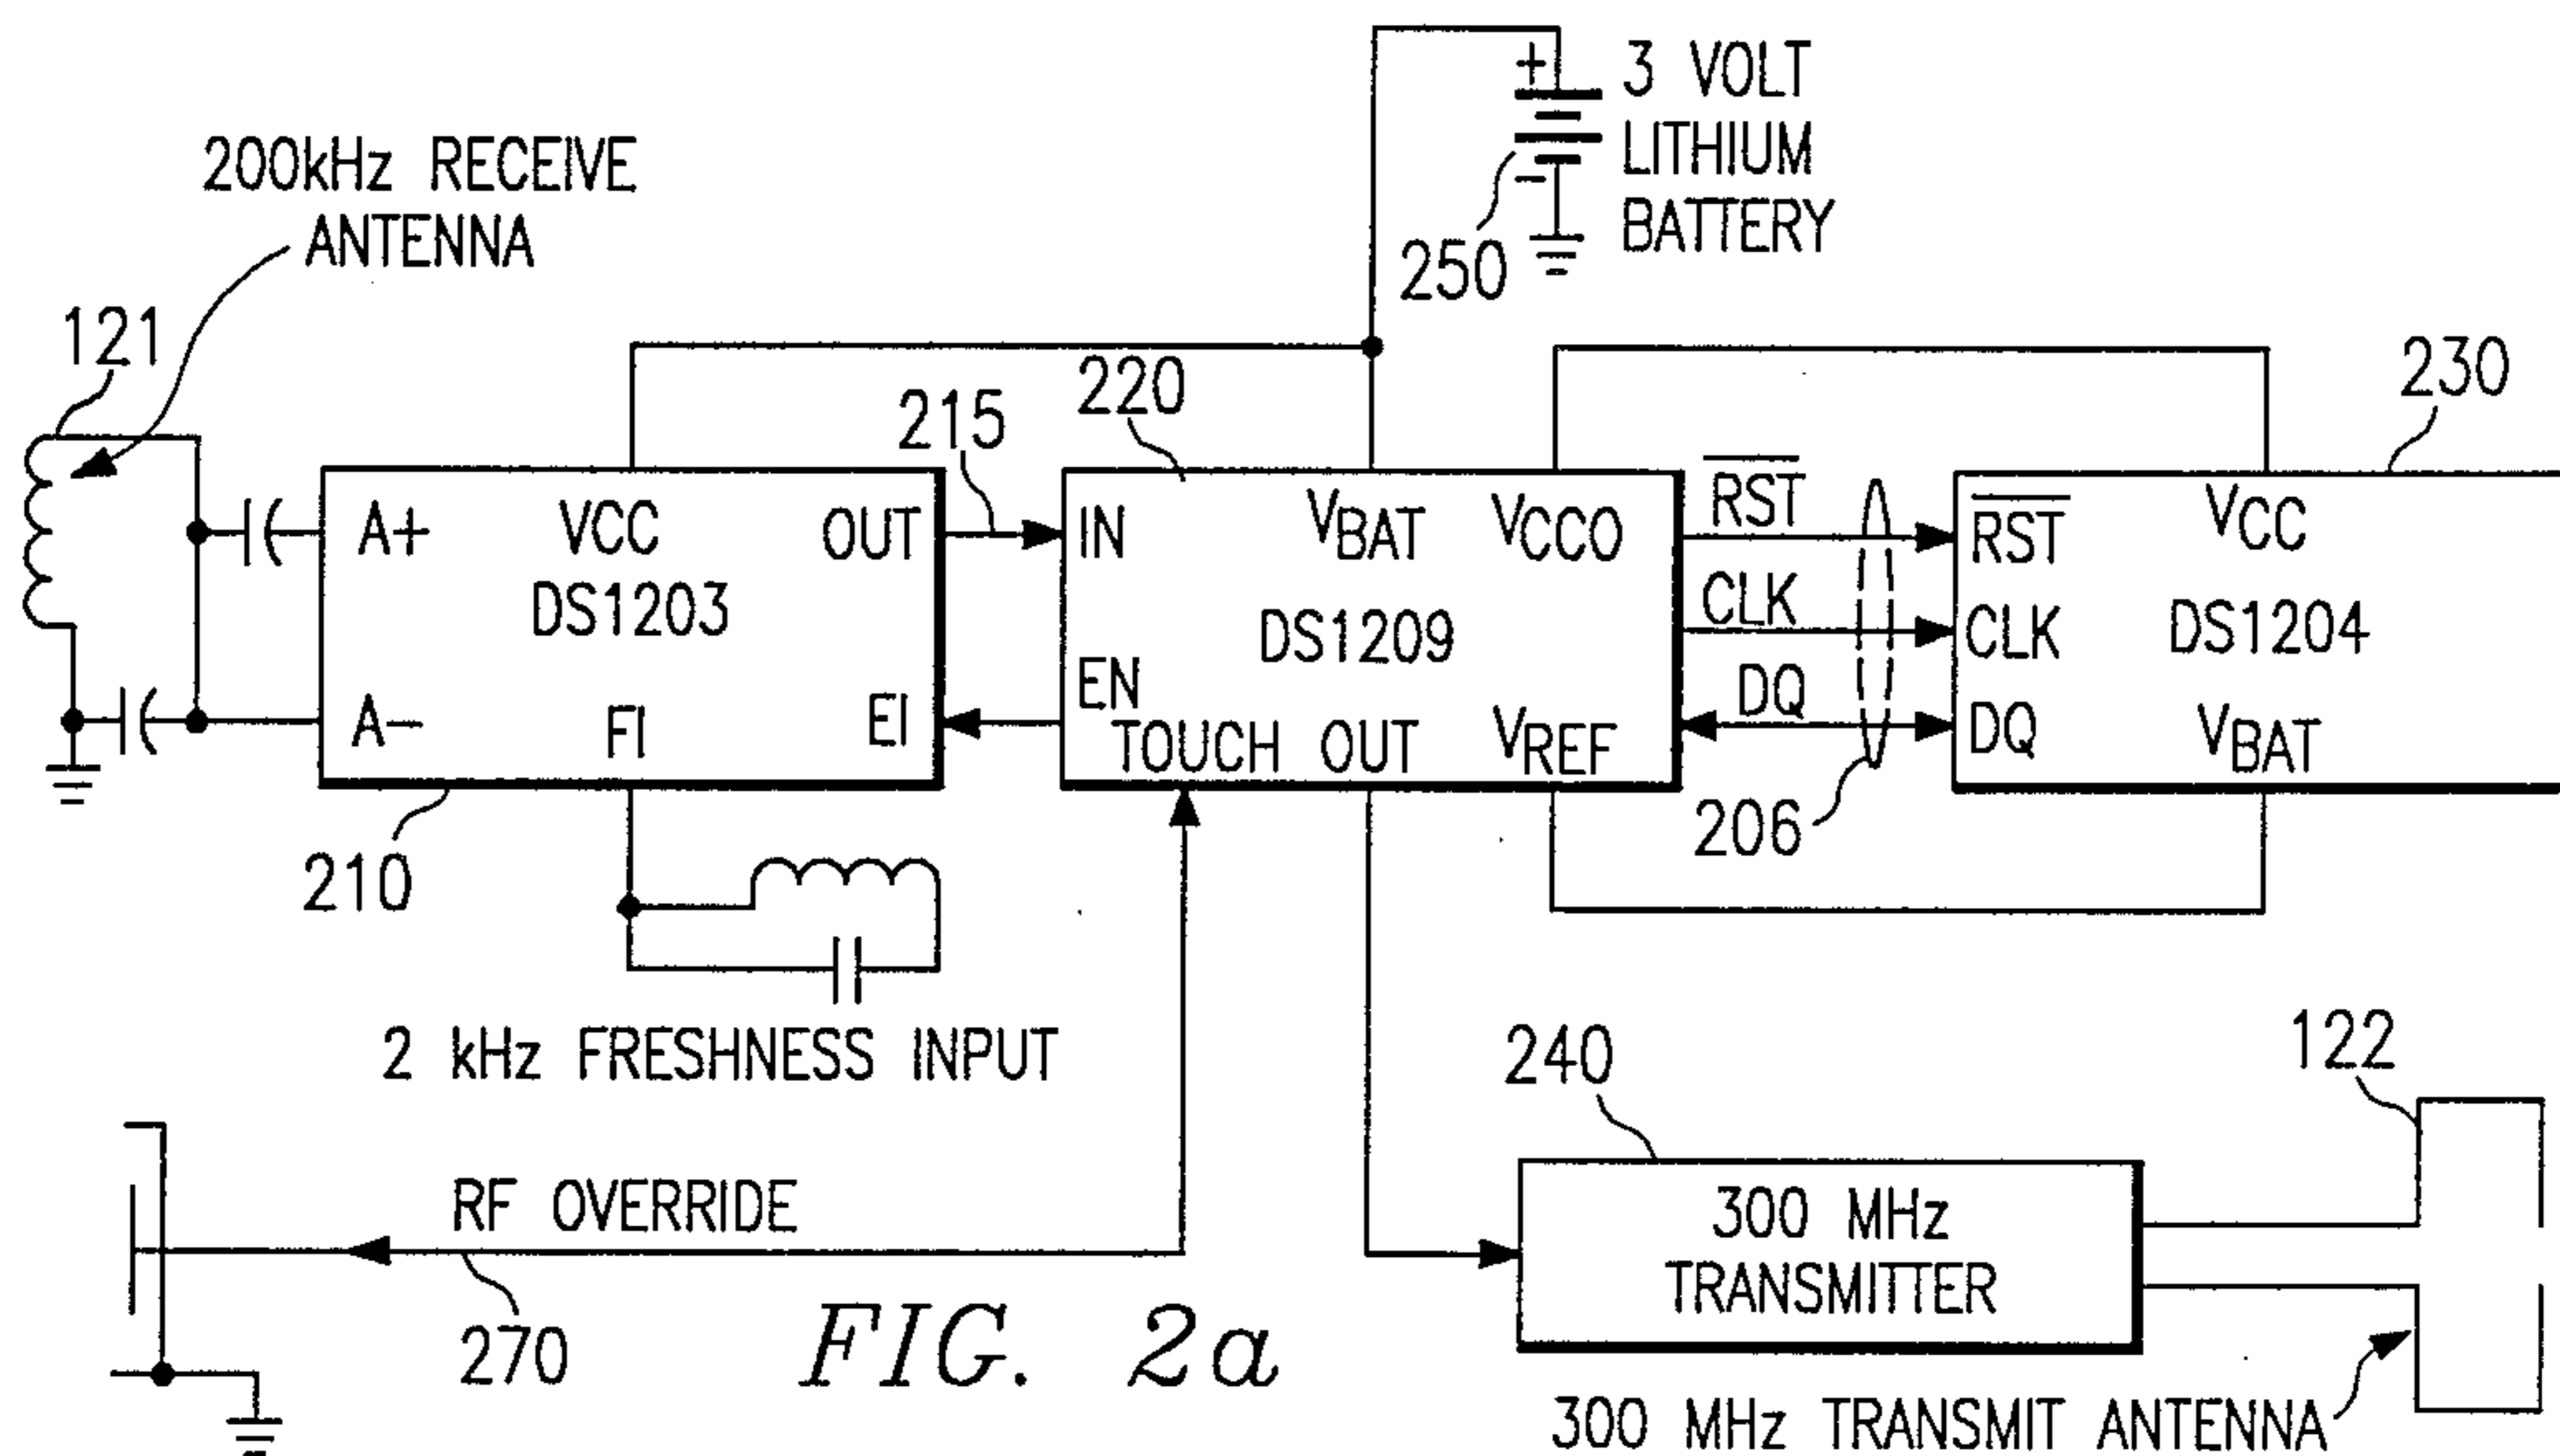 3 VOLT
LITHIUM
BATTERY
250
200kHz RECEIVE
ANTENNA
121
215
220
230
A+
VCC
OUT
DS1203
A-
FI
EI
210
IN
VBAT
VCCO
DS1209
EN
TOUCH OUT
VREF
RST
CLK
DQ
206
RST
VCC
CLK
DS1204
DQ
VBAT
2 kHz FRESHNESS INPUT
RF OVERRIDE
270
240
122
300 MHz
TRANSMITTER
300 MHz TRANSMIT ANTENNA
FIG. 2a
+
-